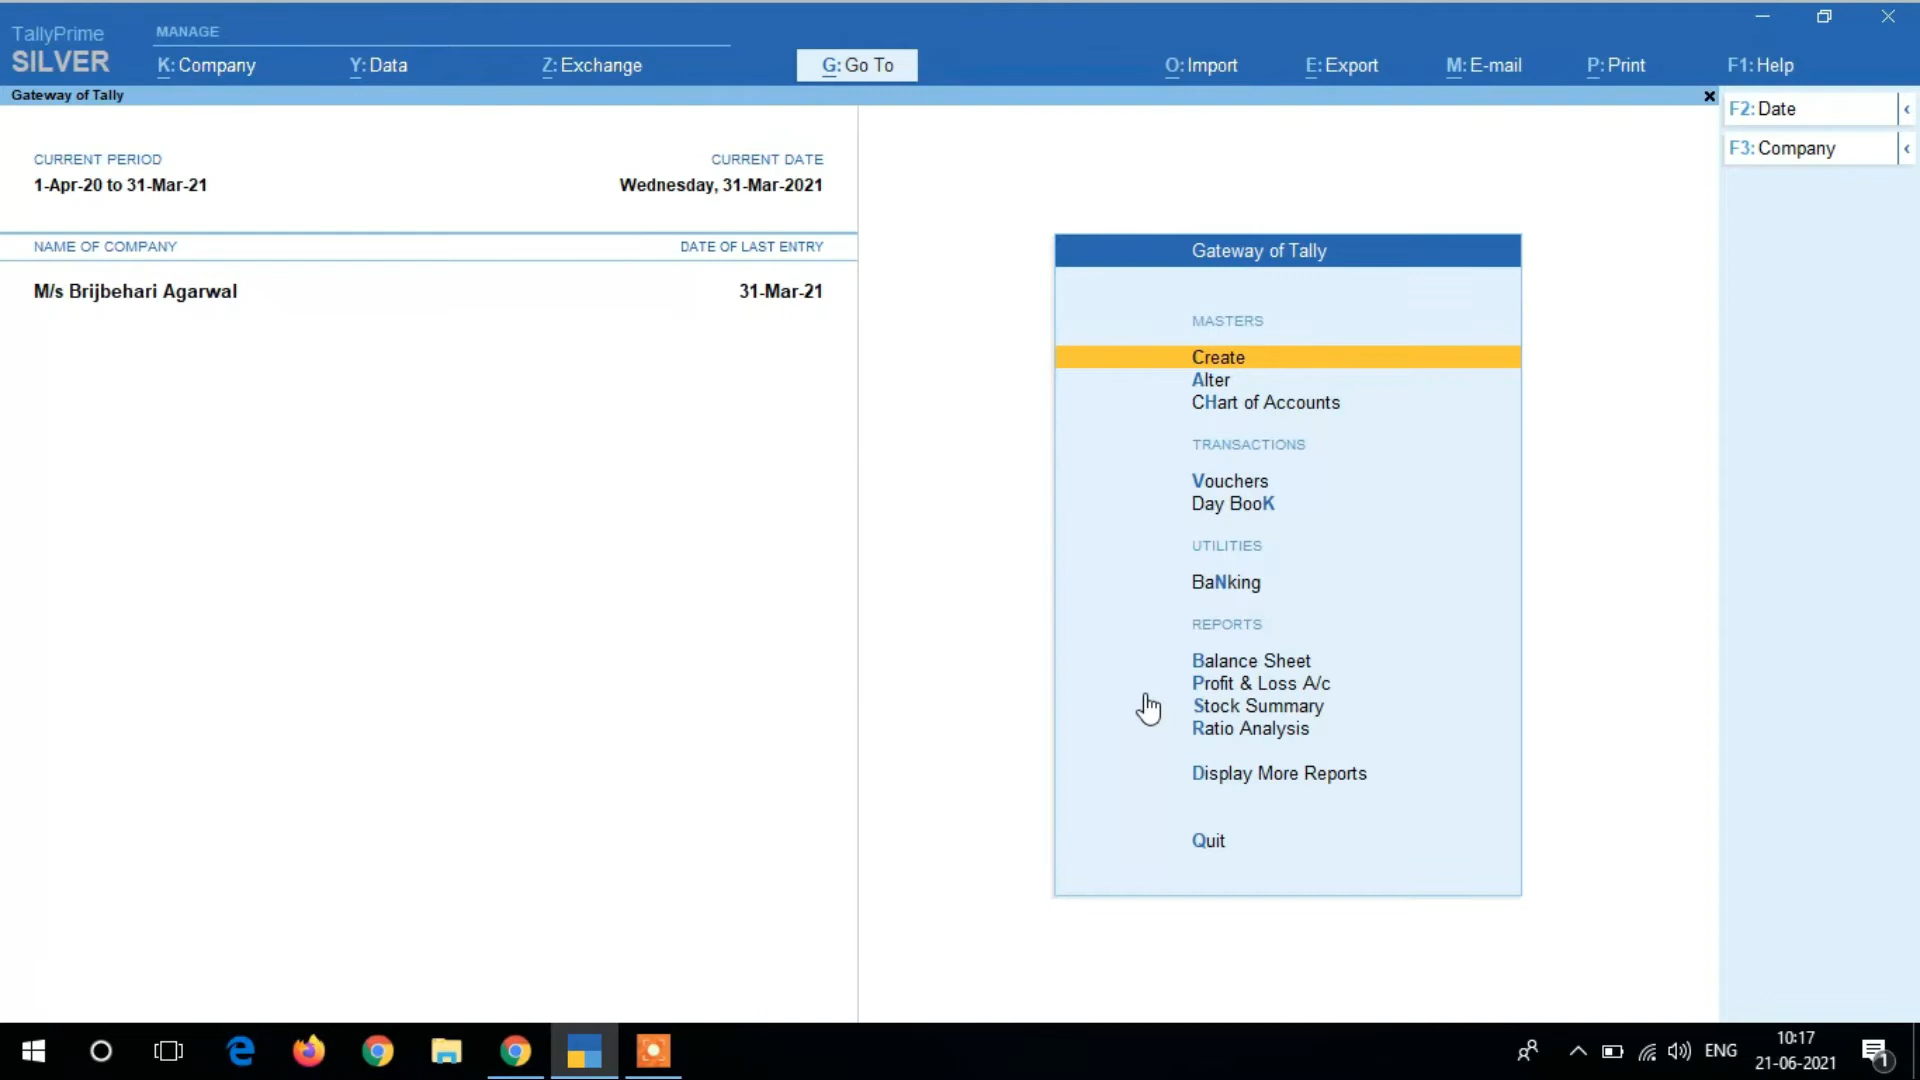 TallyPrime
SILVER
MANAGE
K: Company
Y: Data
Z: Exchange
G: Go To
O: Import
E: Export
M: E-mail
P: Print
F1: Help
Gateway of Tally
F2: Date
F3: Company
CURRENT PERIOD
CURRENT DATE
1-Apr-20 to 31-Mar-21
Wednesday, 31-Mar-2021
NAME OF COMPANY
DATE OF LAST ENTRY
M/s Brijbehari Agarwal
31-Mar-21
Gateway of Tally
MASTERS
Create
Alter
CHart of Accounts
TRANSACTIONS
Vouchers
Day BooK
UTILITIES
BaNking
REPORTS
Balance Sheet
Profit & Loss A/c
Stock Summary
Ratio Analysis
Display More Reports
Quit
ENG
10:17
21-06-2021
1